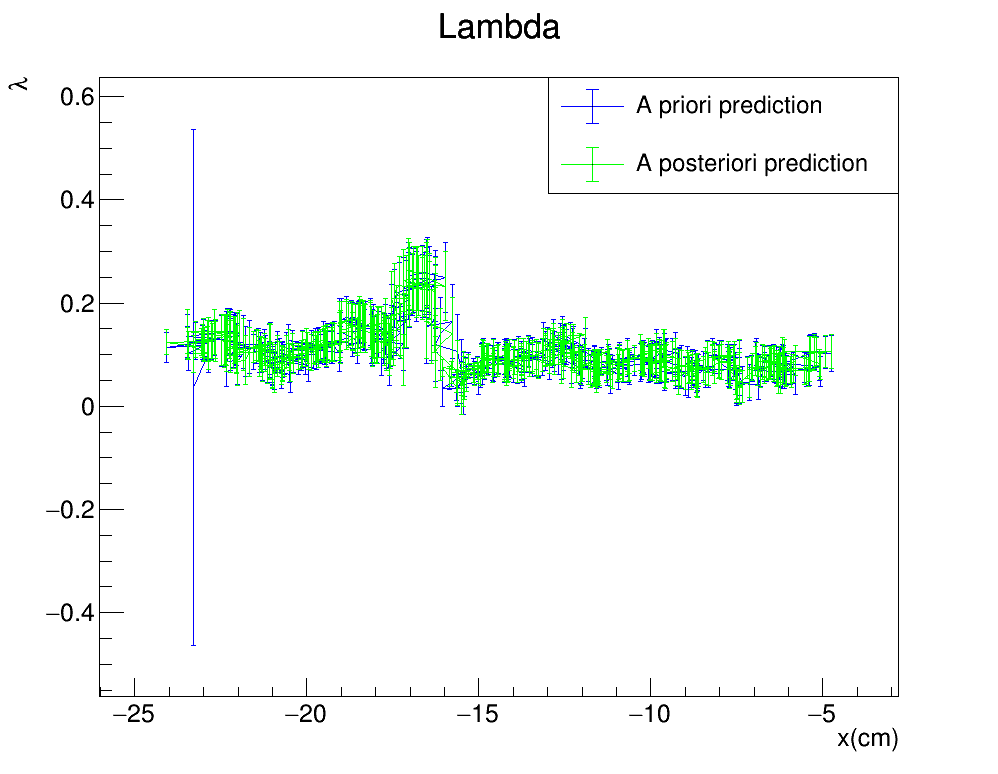 Lambda
λ
A priori prediction
A posteriori prediction
0.6
0.4
0.2
0
−0.2
−0.4
−25 −20 −15 −10 −5
x(cm)